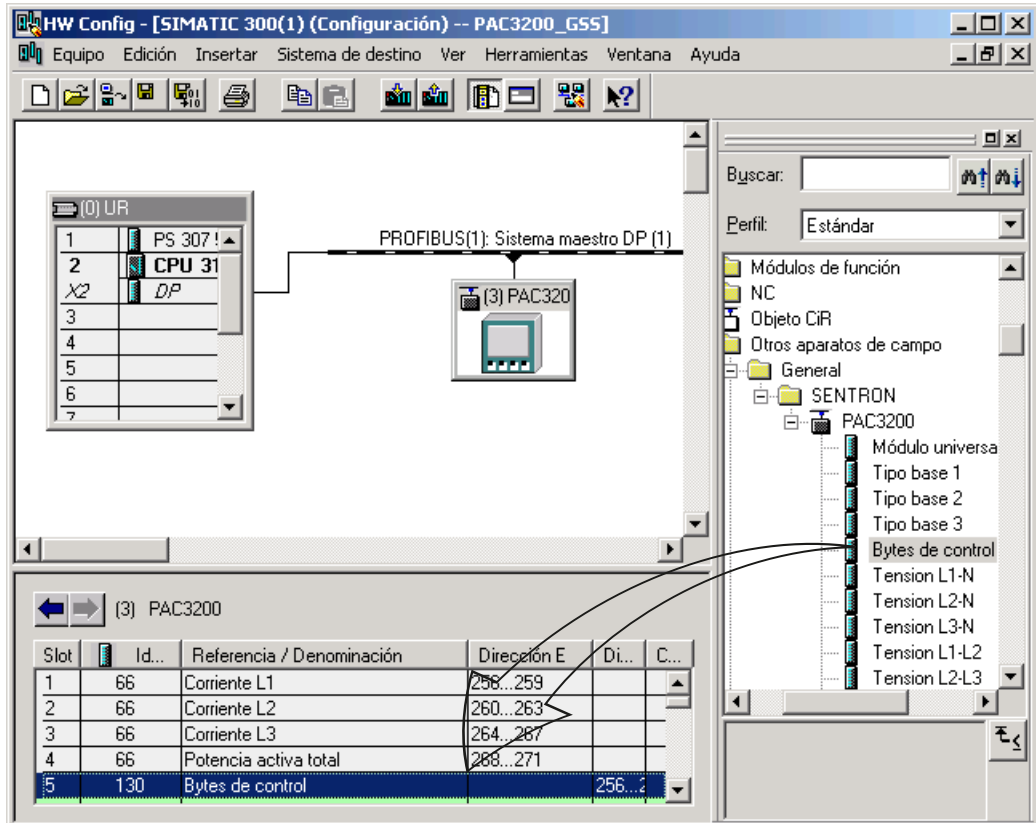 HW Config - [SIMATIC 300(1) (Configuración) -- PAC3200_GSS]
Equipo Edición Insertar Sistema de destino Ver Herramientas Ventana Ayuda
(0) UR
1 PS 307
2 CPU 31
X2 DP
3
4
5
6
7
PROFIBUS(1): Sistema maestro DP (1)
(3) PAC320
Buscar:
Perfil: Estándar
Módulos de función
NC
Objeto CiR
Otros aparatos de campo
General
SENTRON
PAC3200
Módulo universa
Tipo base 1
Tipo base 2
Tipo base 3
Bytes de control
Tension L1-N
Tension L2-N
Tension L3-N
Tension L1-L2
Tension L2-L3
(3) PAC3200
Slot Id... Referencia / Denominación Dirección E Di... C...
1 66 Corriente L1 256...259
2 66 Corriente L2 260...263
3 66 Corriente L3 264...267
4 66 Potencia activa total 268...271
5 130 Bytes de control 256...2